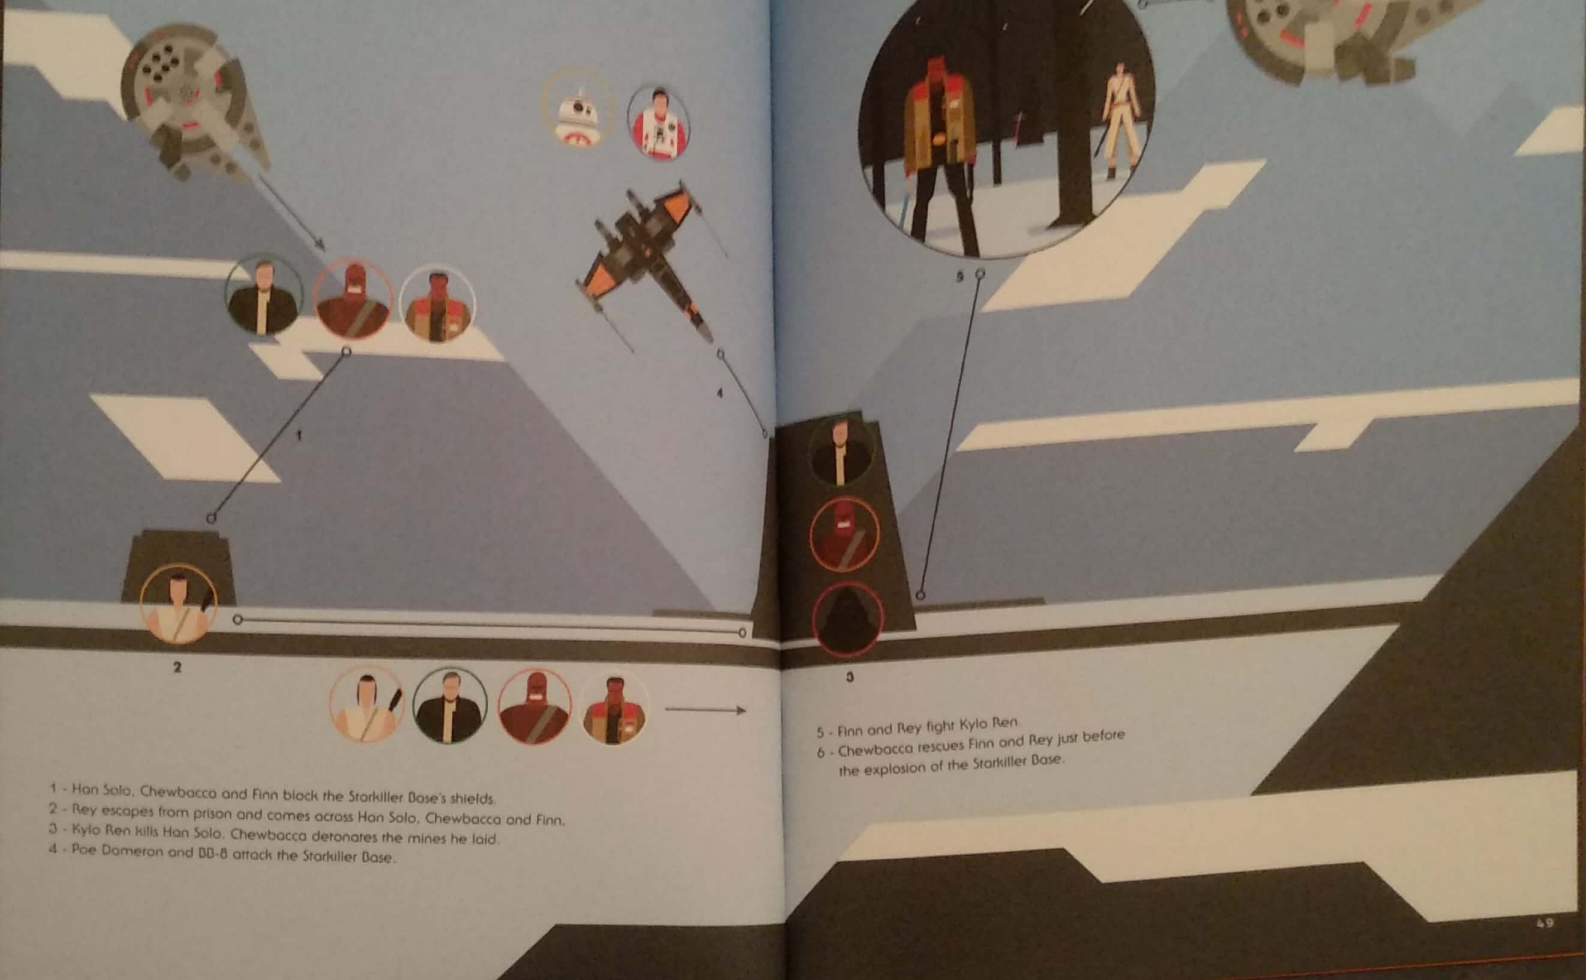 1
2
1 - Han Solo, Chewbacca and Finn block the Starkiller Base's shields.
2 - Rey escapes from prison and comes across Han Solo, Chewbacca and Finn.
3 - Kylo Ren kills Han Solo. Chewbacca detonates the mines he laid.
4 - Poe Dameron and BB-8 attack the Starkiller Base.
4
5
3
5 - Finn and Rey fight Kylo Ren.
6 - Chewbacca rescues Finn and Rey just before
the explosion of the Starkiller Base.
49